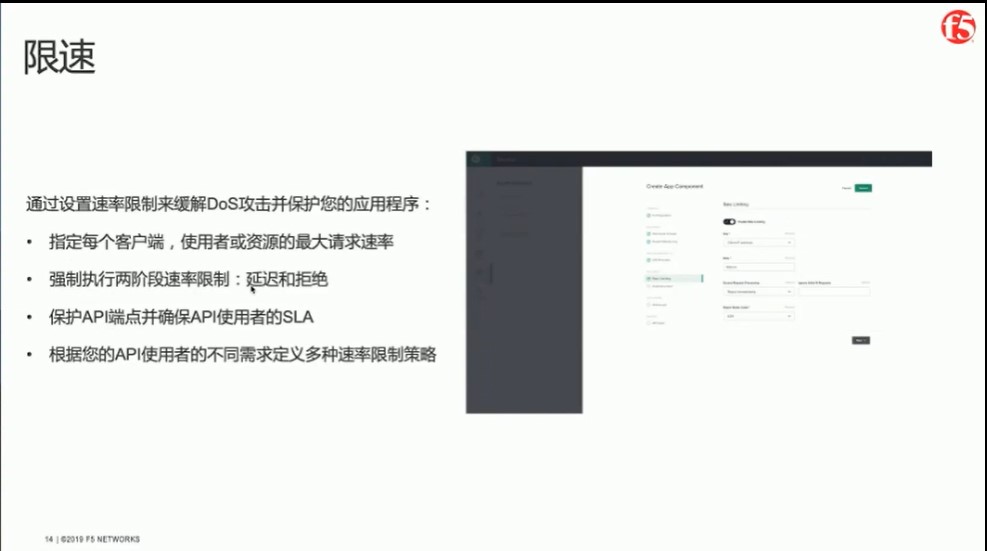 限速
f5
通过设置速率限制来缓解DoS攻击并保护您的应用程序：
• 指定每个客户端，使用者或资源的最大请求速率
• 强制执行两阶段速率限制：延迟和拒绝
• 保护API端点并确保API使用者的SLA
• 根据您的API使用者的不同需求定义多种速率限制策略
Create App Component
Rate Limiting
14 | ©2019 F5 NETWORKS